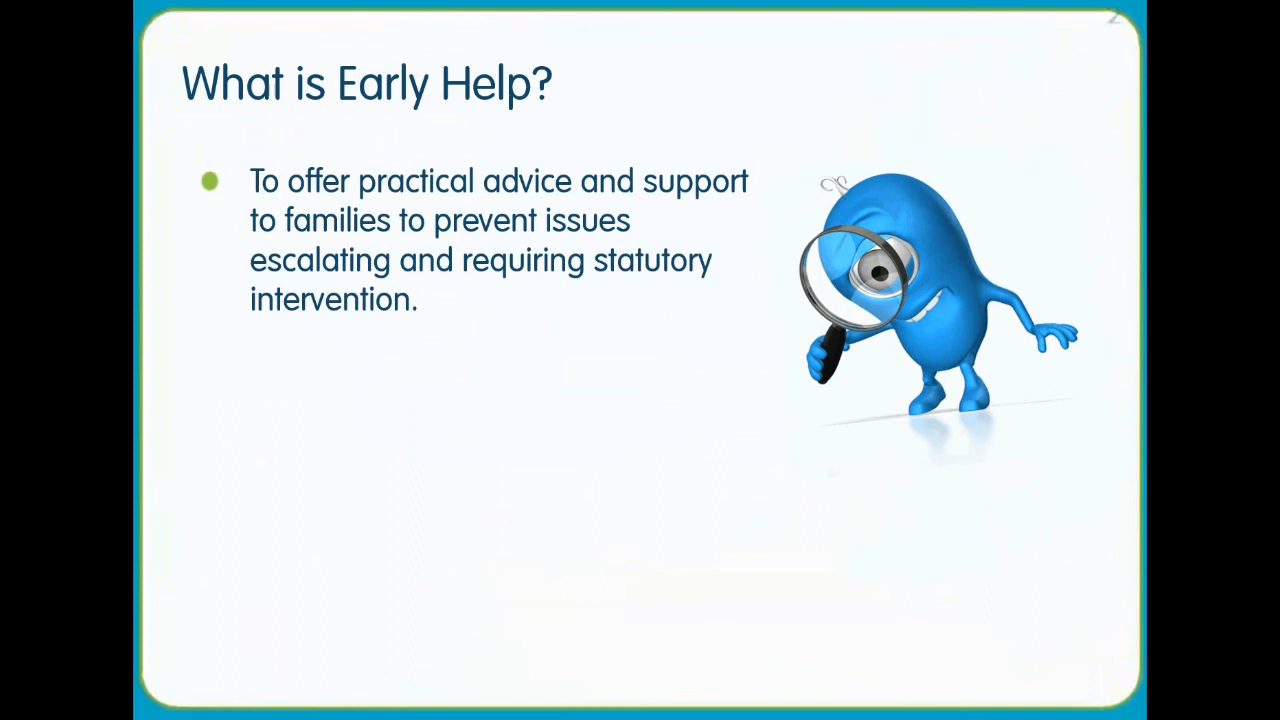 What is Early Help?
To offer practical advice and support
to families to prevent issues
escalating and requiring statutory
intervention.